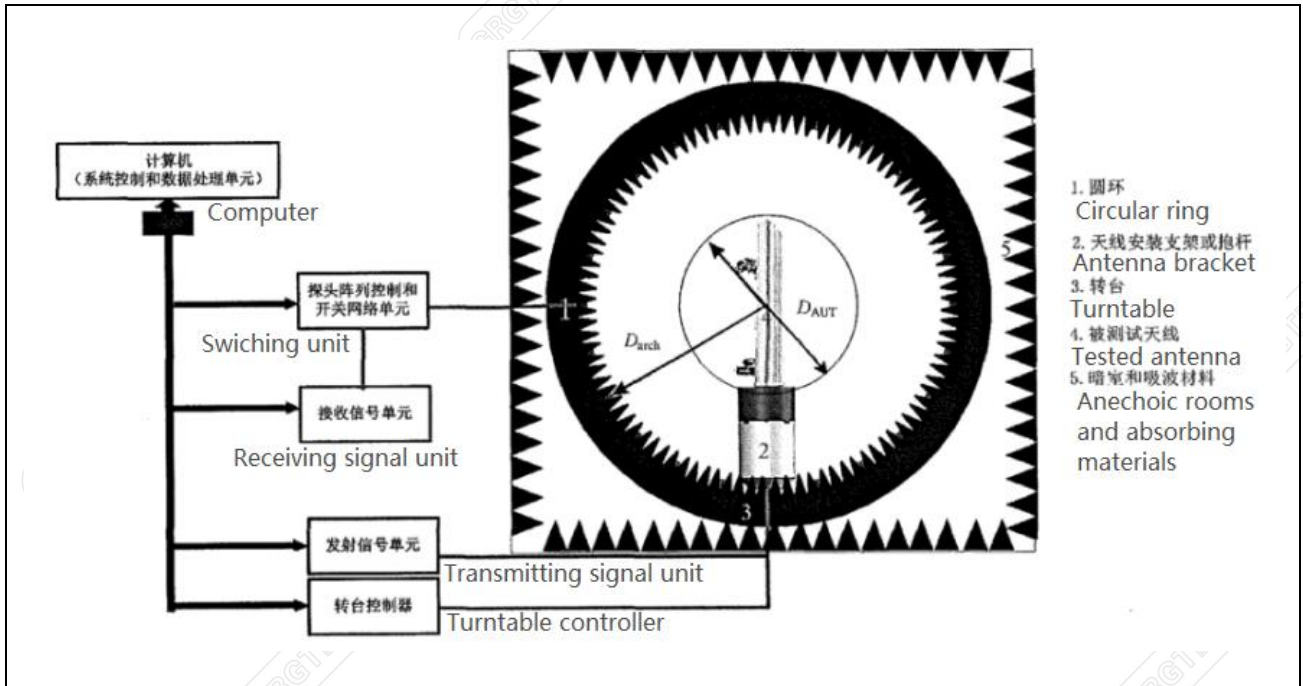 计算机
（系统控制和数据处理单元）
Computer
探头阵列控制和
开关网络单元
Swiching unit
接收信号单元
Receiving signal unit
发射信号单元
Transmitting signal unit
转台控制器
Turntable controller
1
2
3
4
5
D_AUT
D_arch
1. 圆环
Circular ring
2. 天线安装支架或抱杆
Antenna bracket
3. 转台
Turntable
4. 被测试天线
Tested antenna
5. 暗室和吸波材料
Anechoic rooms
and absorbing
materials